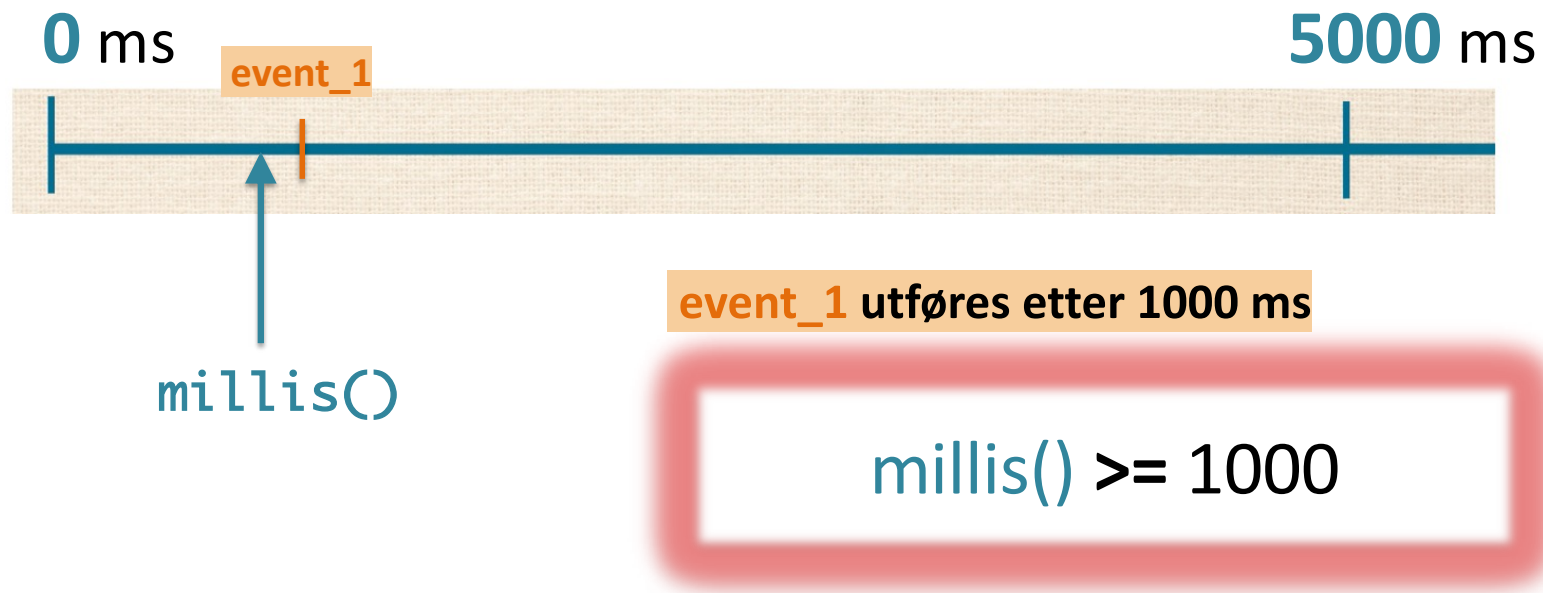 0 ms
5000 ms
event_1
event_1 utføres etter 1000 ms
millis()
millis() >= 1000